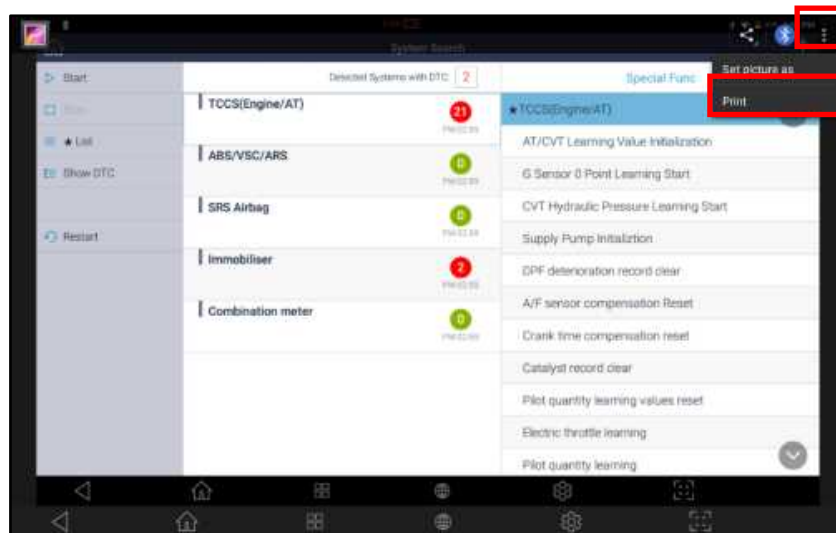 System Search
Set picture as
Print
Start
★ List
Show DTC
Restart
Detected Systems with DTC 2
TCCS(Engine/AT)
21
ABS/VSC/ARS
0
SRS Airbag
0
Immobiliser
2
Combination meter
0
Special Func
★TCCS(Engine/AT)
AT/CVT Learning Value Initialization
G Sensor 0 Point Learning Start
CVT Hydraulic Pressure Learning Start
Supply Pump Initializtion
DPF deterioration record clear
A/F sensor compensation Reset
Crank time compensation reset
Catalyst record clear
Pilot quantity learning values reset
Electric throttle learning
Pilot quantity learning